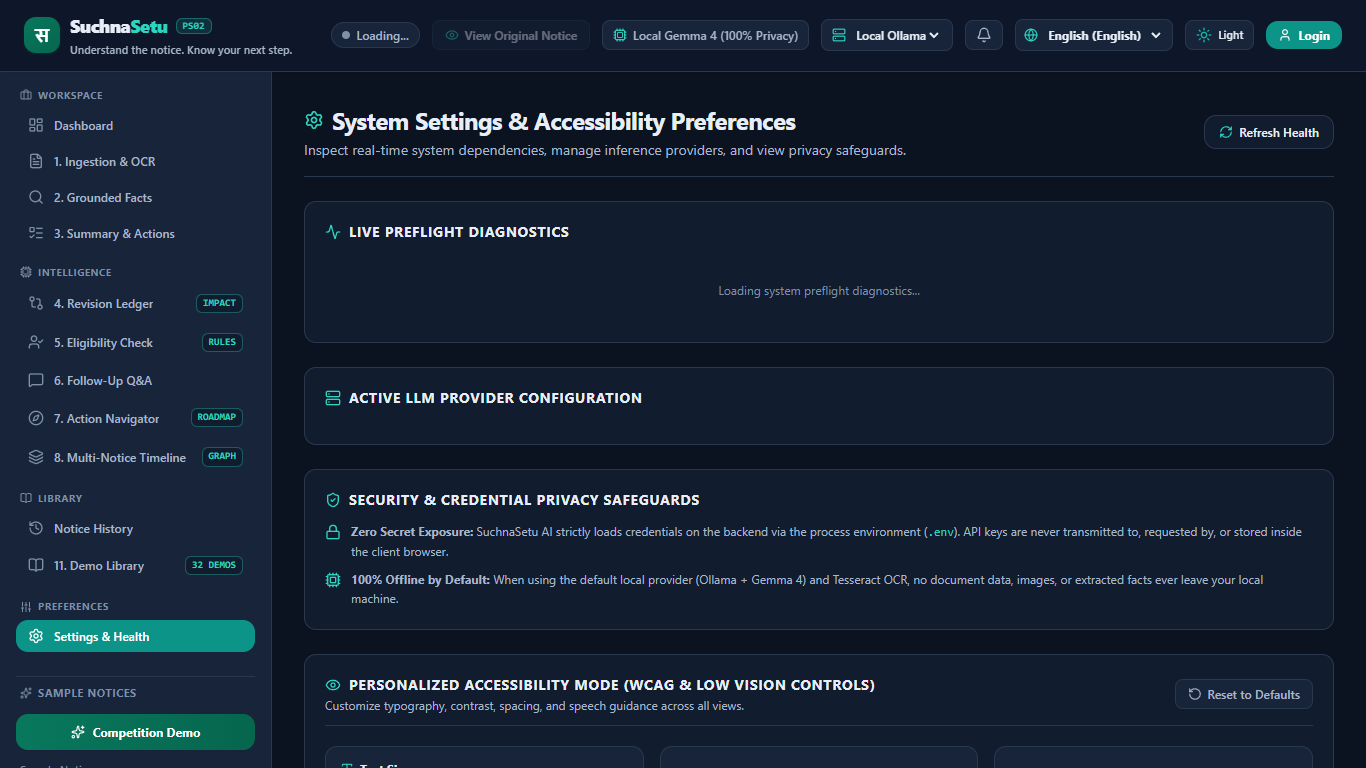 स
SuchnaSetu PS02
Understand the notice. Know your next step.
Loading...
View Original Notice
Local Gemma 4 (100% Privacy)
Local Ollama
English (English)
Light
Login
WORKSPACE
Dashboard
1. Ingestion & OCR
2. Grounded Facts
3. Summary & Actions
INTELLIGENCE
4. Revision Ledger IMPACT
5. Eligibility Check RULES
6. Follow-Up Q&A
7. Action Navigator ROADMAP
8. Multi-Notice Timeline GRAPH
LIBRARY
Notice History
11. Demo Library 32 DEMOS
PREFERENCES
Settings & Health
SAMPLE NOTICES
Competition Demo
System Settings & Accessibility Preferences
Inspect real-time system dependencies, manage inference providers, and view privacy safeguards.
Refresh Health
LIVE PREFLIGHT DIAGNOSTICS
Loading system preflight diagnostics...
ACTIVE LLM PROVIDER CONFIGURATION
SECURITY & CREDENTIAL PRIVACY SAFEGUARDS
Zero Secret Exposure: SuchnaSetu AI strictly loads credentials on the backend via the process environment (.env). API keys are never transmitted to, requested by, or stored inside
the client browser.
100% Offline by Default: When using the default local provider (Ollama + Gemma 4) and Tesseract OCR, no document data, images, or extracted facts ever leave your local
machine.
PERSONALIZED ACCESSIBILITY MODE (WCAG & LOW VISION CONTROLS)
Customize typography, contrast, spacing, and speech guidance across all views.
Reset to Defaults